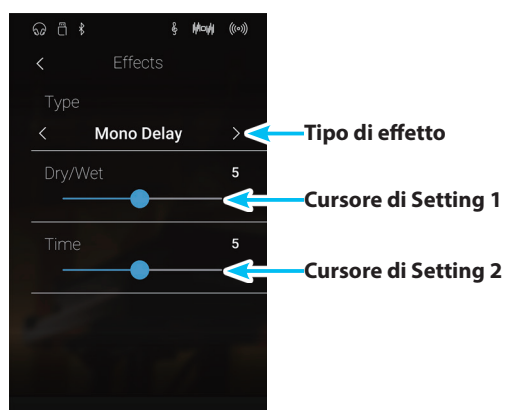 Effects
Type
Mono Delay
Tipo di effetto
Dry/Wet 5
Cursore di Setting 1
Time 5
Cursore di Setting 2